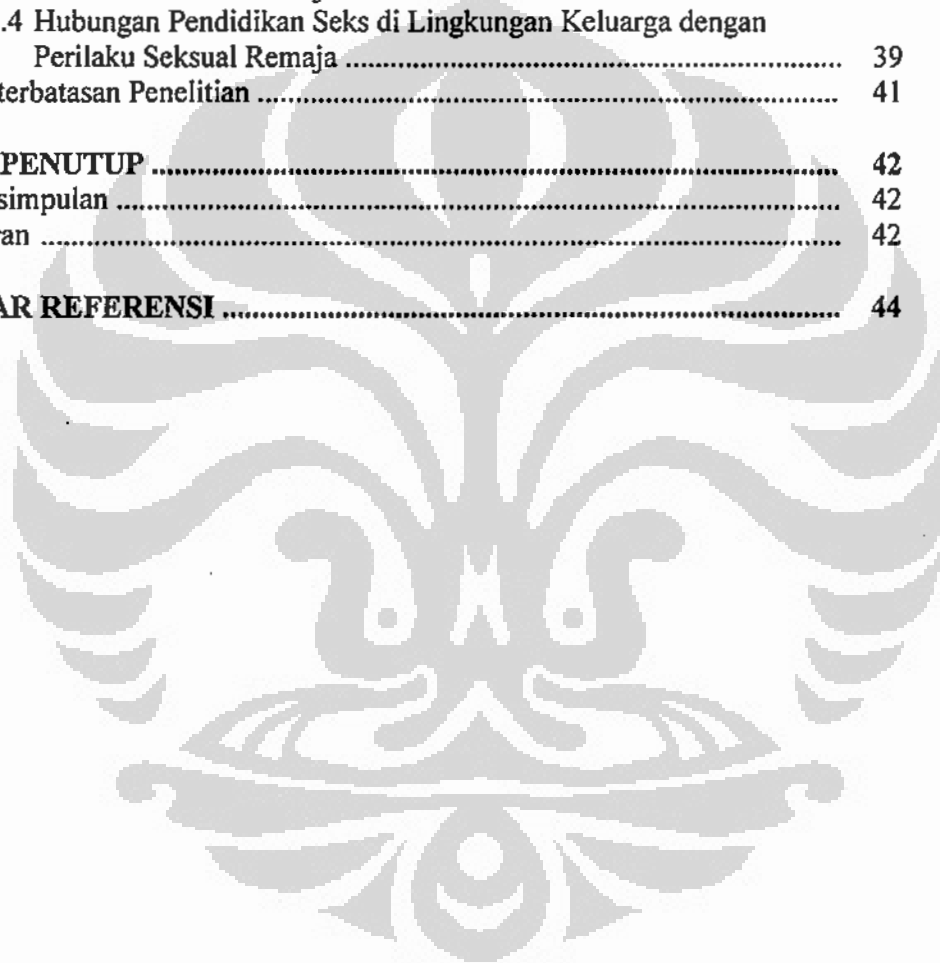 .4 Hubungan Pendidikan Seks di Lingkungan Keluarga dengan
Perilaku Seksual Remaja ........................................ 39
terbatasan Penelitian ........................................ 41
PENUTUP ........................................ 42
simpulan ........................................ 42
ran ........................................ 42
AR REFERENSI ........................................ 44